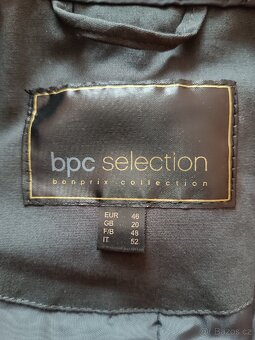 bpc selection
bonprix collection
EUR 46
GB 20
F/B 48
IT 52